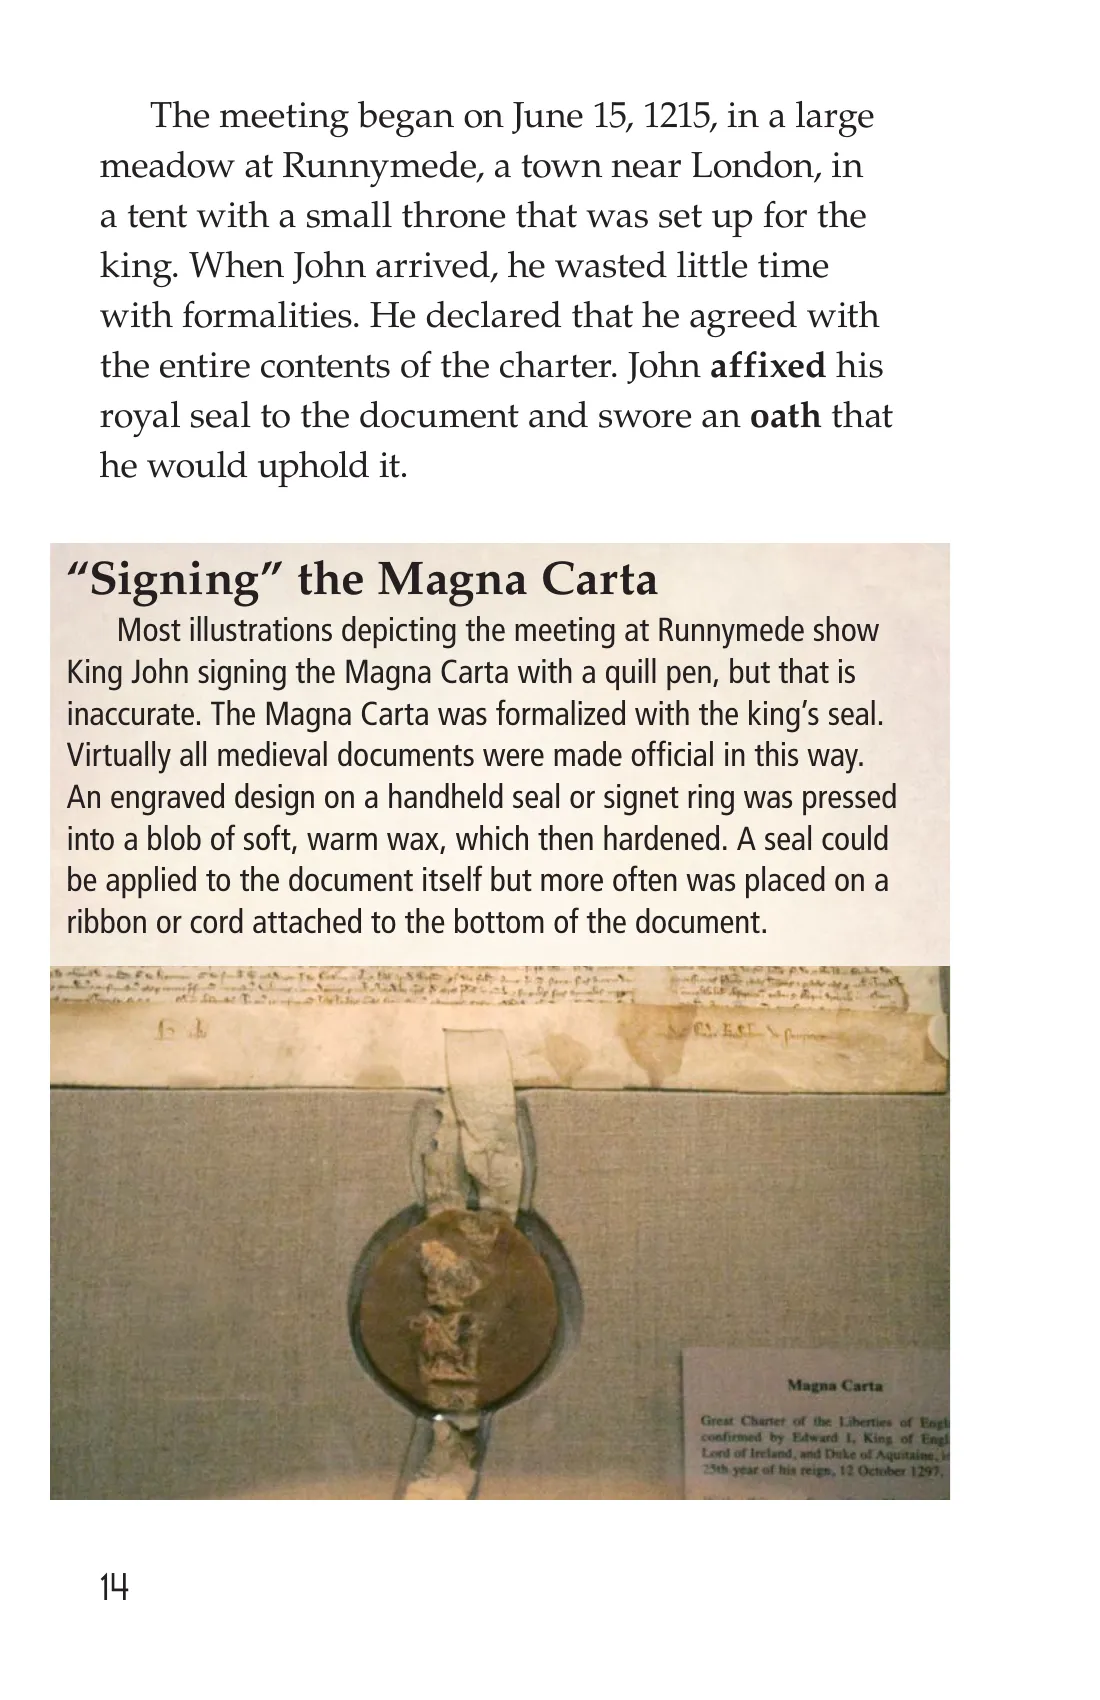 The meeting began on June 15, 1215, in a large
meadow at Runnymede, a town near London, in
a tent with a small throne that was set up for the
king. When John arrived, he wasted little time
with formalities. He declared that he agreed with
the entire contents of the charter. John affixed his
royal seal to the document and swore an oath that
he would uphold it.
“Signing” the Magna Carta
Most illustrations depicting the meeting at Runnymede show
King John signing the Magna Carta with a quill pen, but that is
inaccurate. The Magna Carta was formalized with the king’s seal.
Virtually all medieval documents were made official in this way.
An engraved design on a handheld seal or signet ring was pressed
into a blob of soft, warm wax, which then hardened. A seal could
be applied to the document itself but more often was placed on a
ribbon or cord attached to the bottom of the document.
Magna Carta
Great Charter of the Liberties of Engl
confirmed by Edward I, King of Engl
Lord of Ireland, and Duke of Aquitaine,
25th year of his reign, 12 October 1297.
14